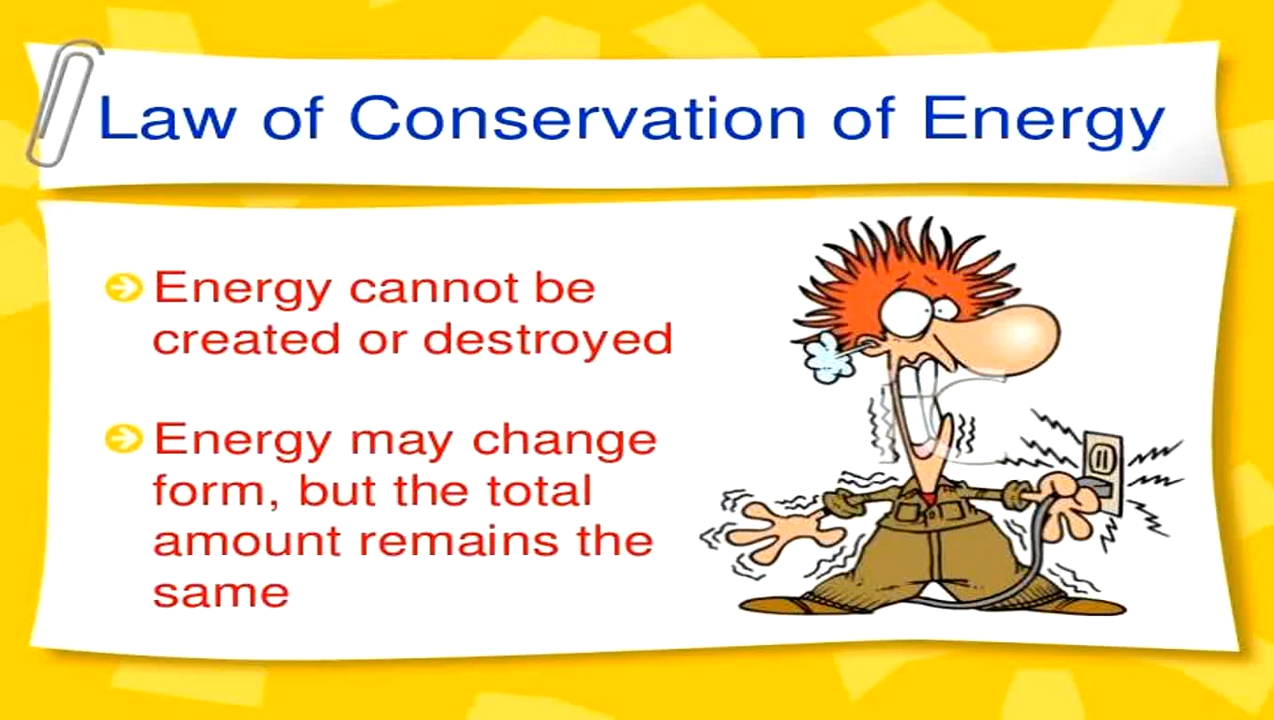 Law of Conservation of Energy
Energy cannot be
created or destroyed
Energy may change
form, but the total
amount remains the
same